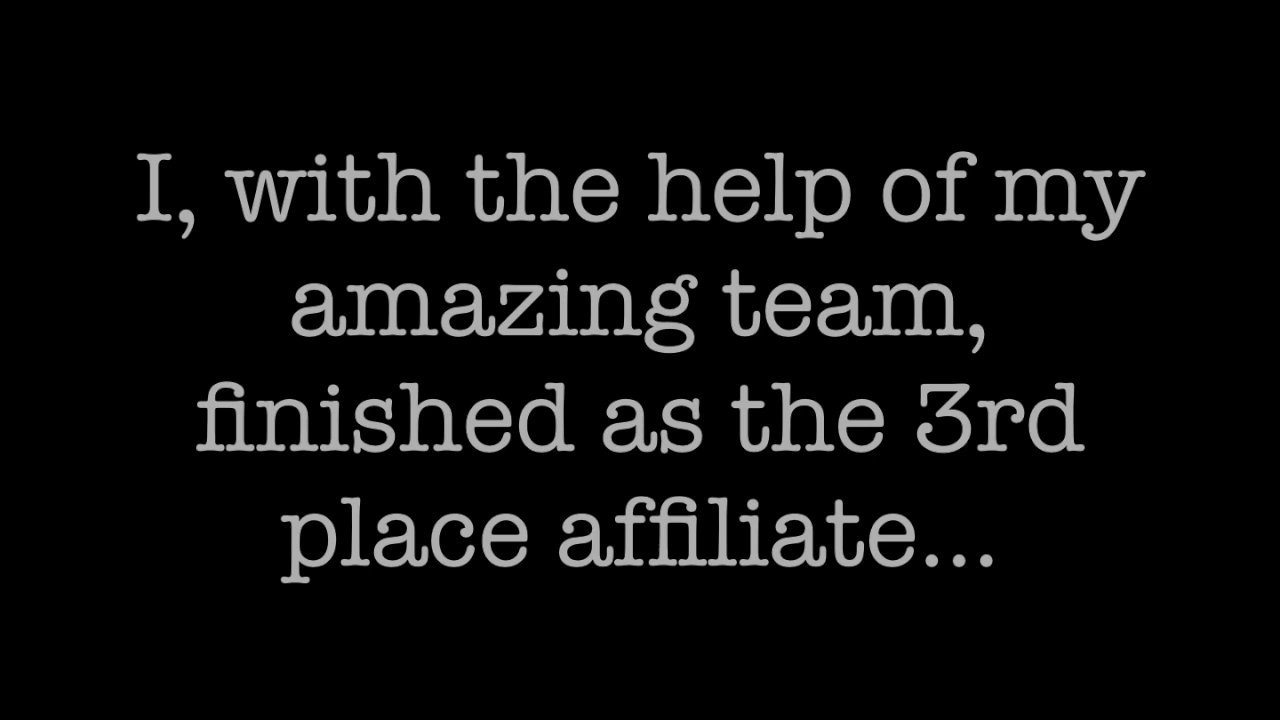 I, with the help of my
amazing team,
finished as the 3rd
place affiliate...